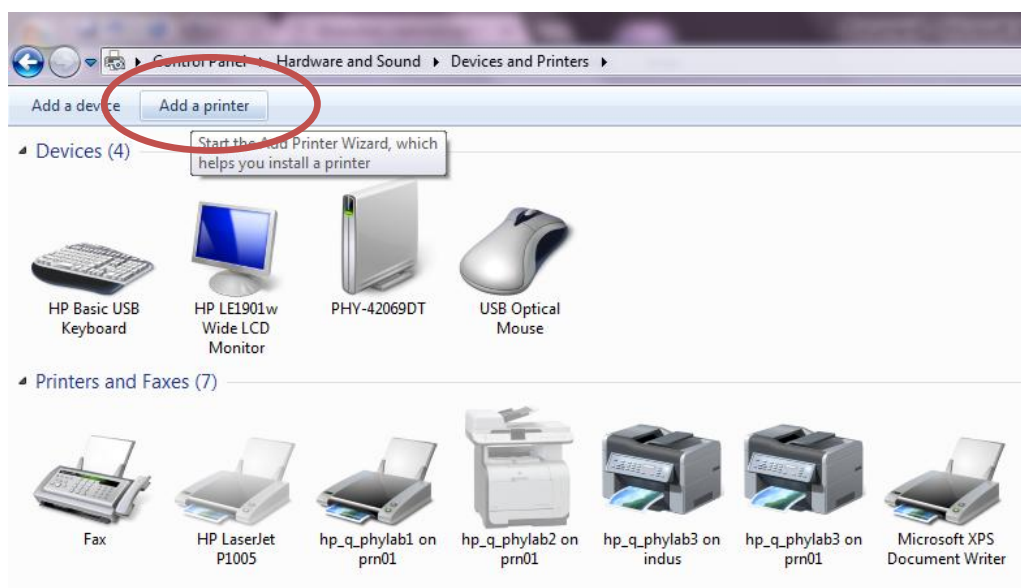 Control Panel ▸ Hardware and Sound ▸ Devices and Printers ▸
Add a device Add a printer
Start the Add Printer Wizard, which
helps you install a printer
Devices (4)
HP Basic USB
Keyboard
HP LE1901w
Wide LCD
Monitor
PHY-42069DT
USB Optical
Mouse
Printers and Faxes (7)
Fax
HP LaserJet
P1005
hp_q_phylab1 on
prn01
hp_q_phylab2 on
prn01
hp_q_phylab3 on
indus
hp_q_phylab3 on
prn01
Microsoft XPS
Document Writer